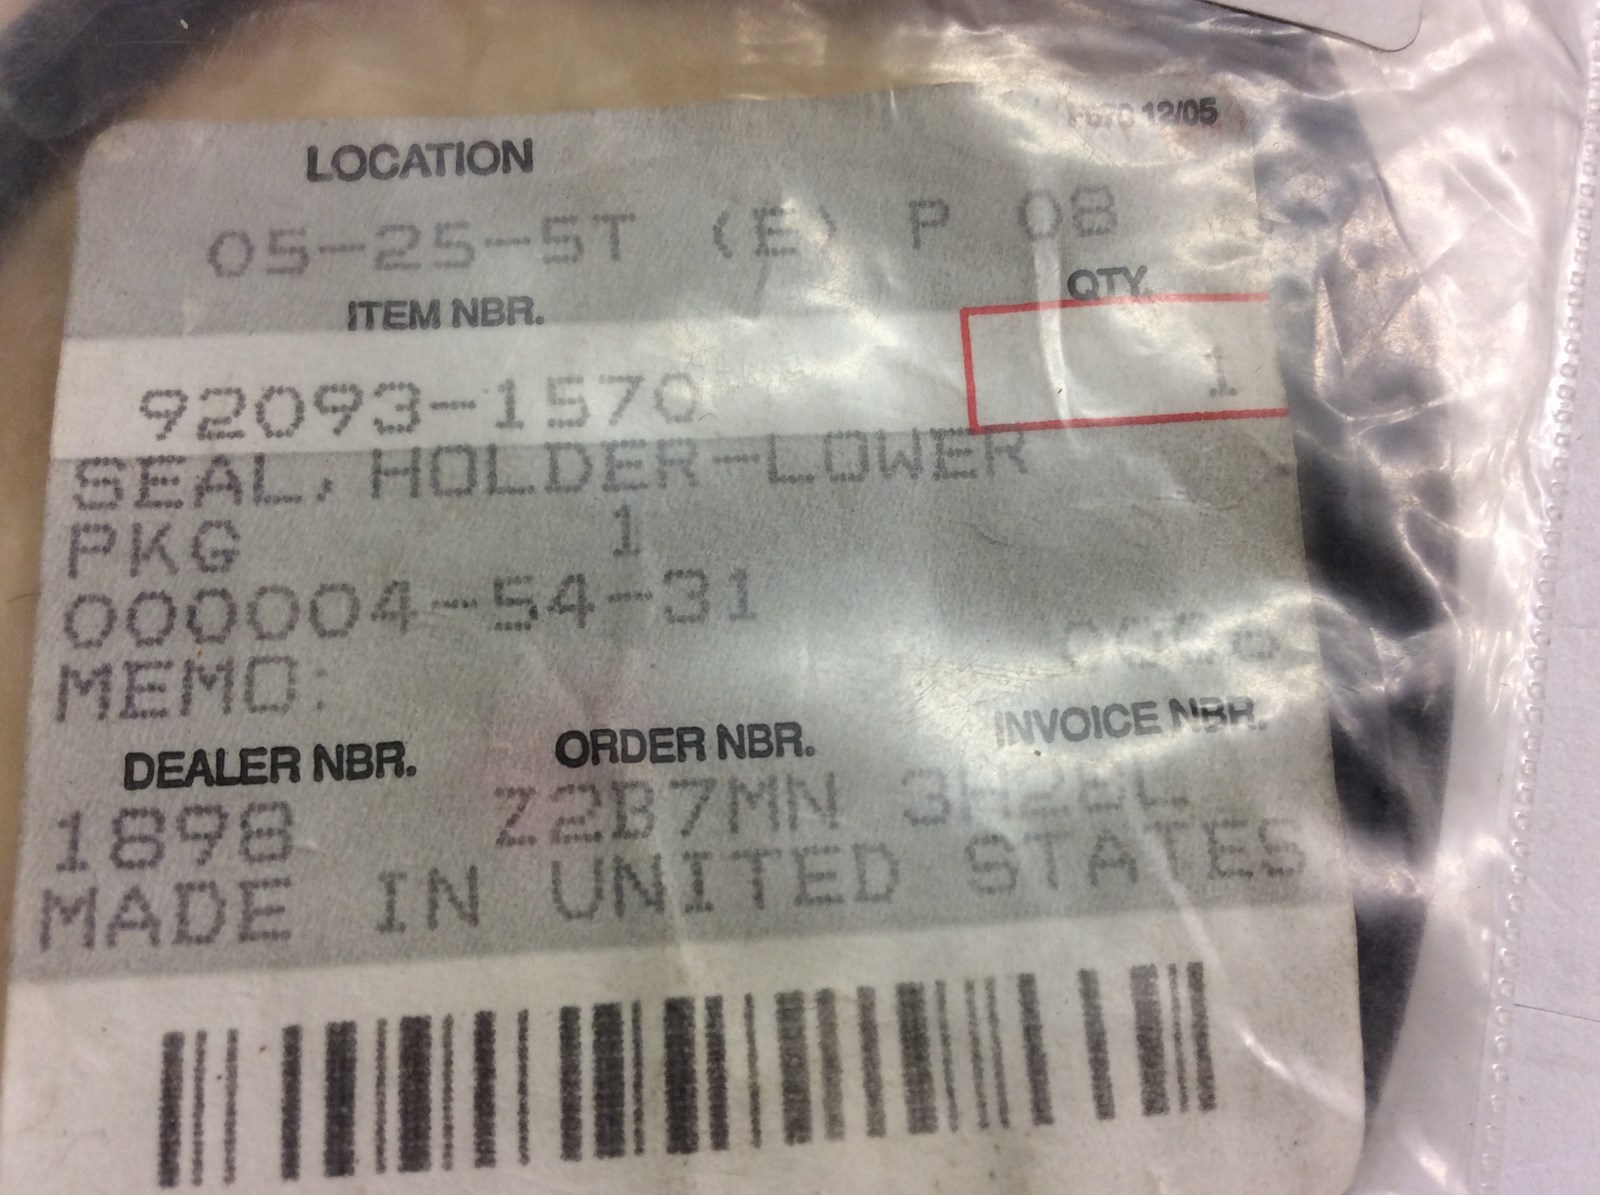 12/05
LOCATION
05-25-5T (E) P 08
ITEM NBR. QTY.
92093-1570 1
SEAL, HOLDER-LOWER
PKG 1
000004-54-31
MEMO:
DEALER NBR. ORDER NBR. INVOICE NBR.
1898 Z2B7MN
MADE IN UNITED STATES